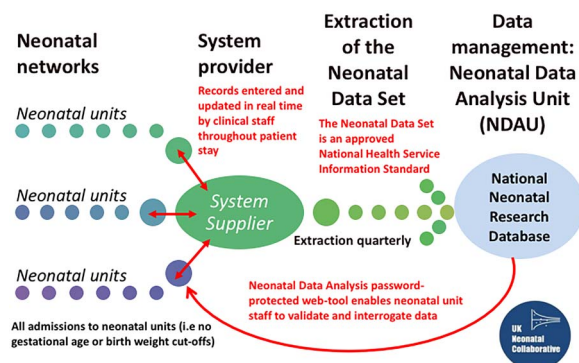 Neonatal
networks
System
provider
Extraction
of the
Neonatal
Data Set
Data
management:
Neonatal Data
Analysis Unit
(NDAU)
Neonatal units
Records entered and
updated in real time
by clinical staff
throughout patient
stay
The Neonatal Data Set
is an approved
National Health Service
Information Standard
Neonatal units
System
Supplier
Extraction quarterly
National
Neonatal
Research
Database
Neonatal units
Neonatal Data Analysis password-
protected web-tool enables neonatal unit
staff to validate and interrogate data
All admissions to neonatal units (i.e no
gestational age or birth weight cut-offs)
UK
Neonatal
Collaborative